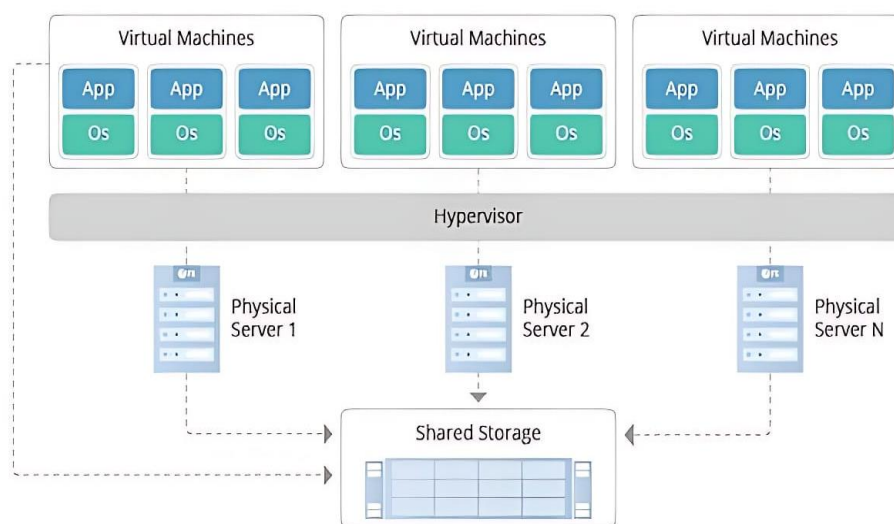 Virtual Machines Virtual Machines Virtual Machines
App App App App App App App App App
Os Os Os Os Os Os Os Os Os
Hypervisor
Physical
Server 1
Physical
Server 2
Physical
Server N
Shared Storage